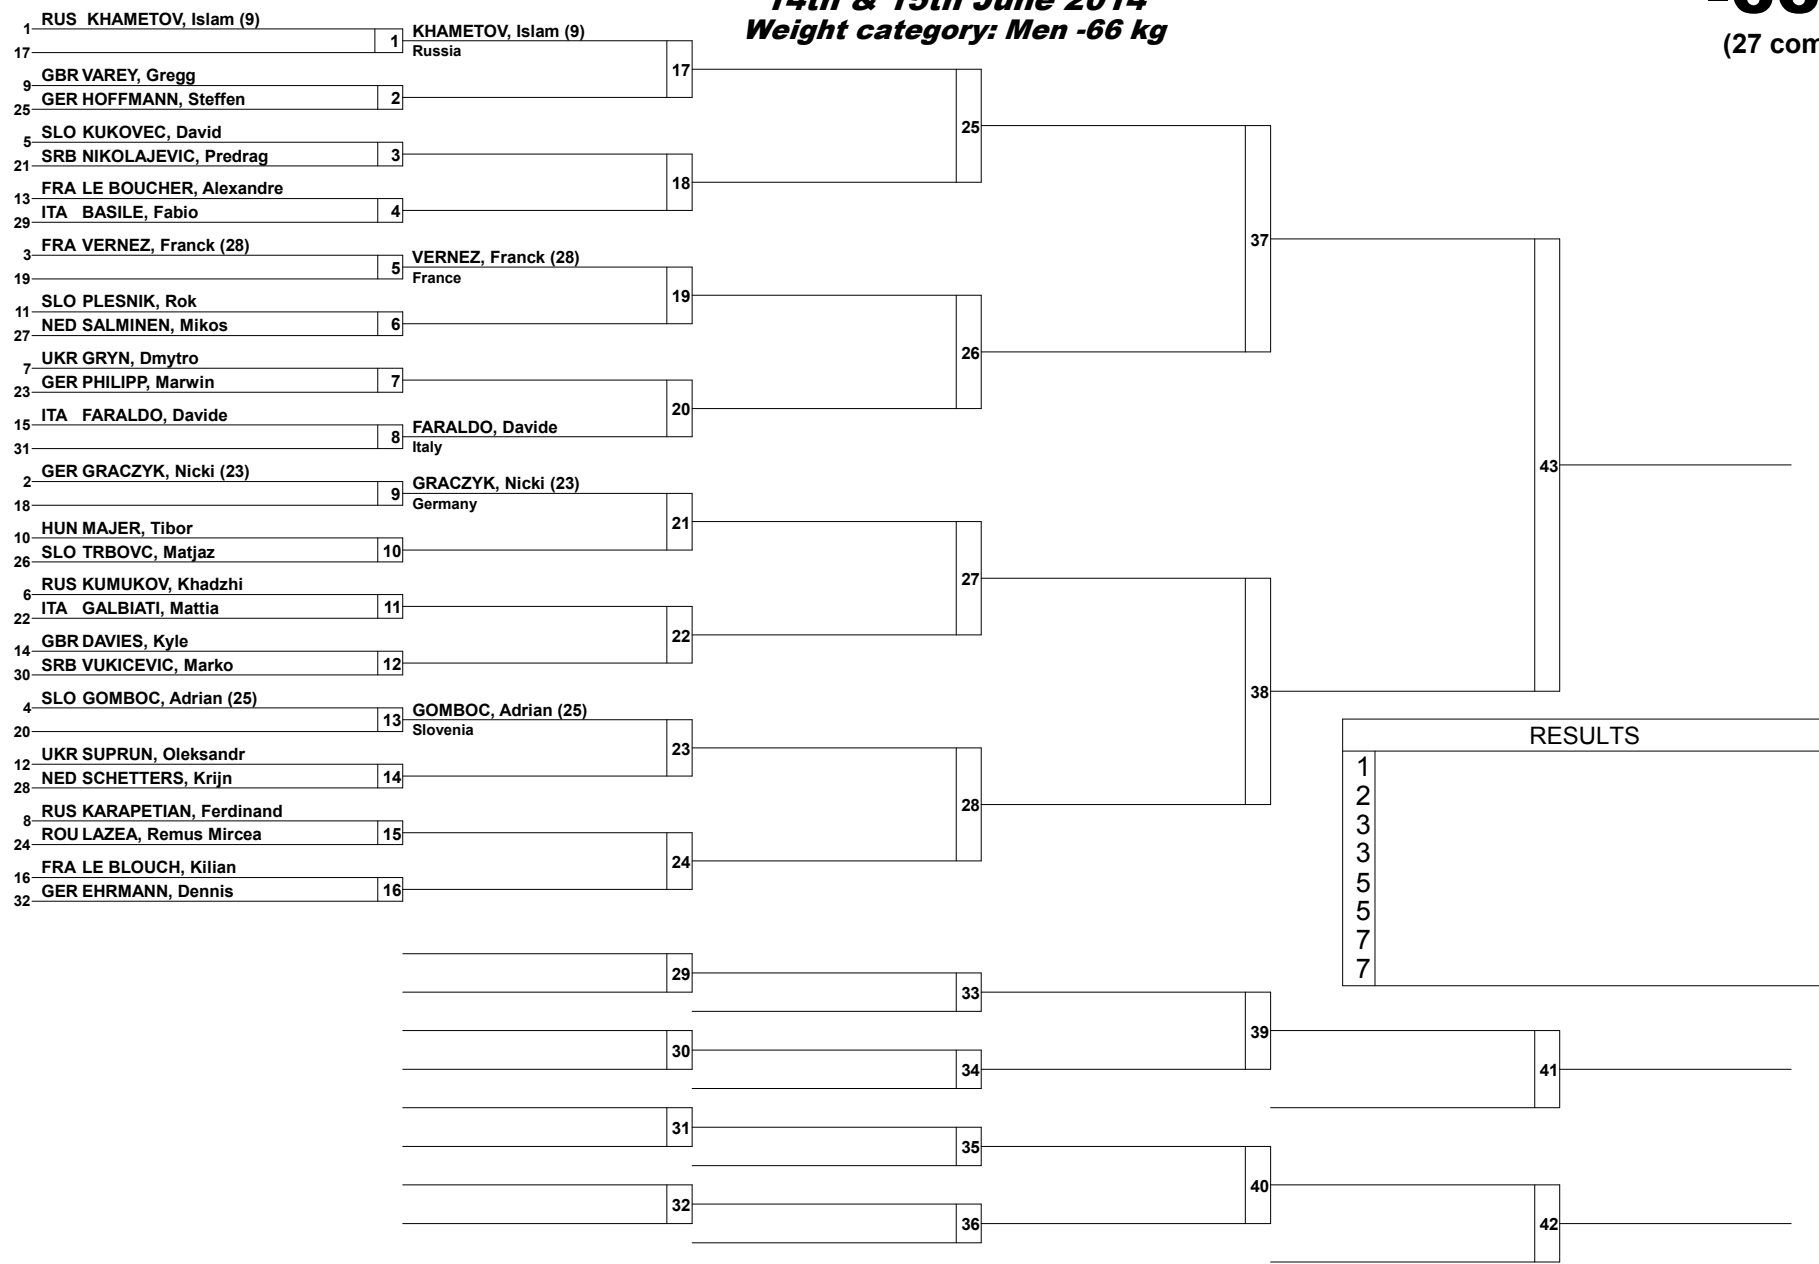 14th & 15th June 2014
Weight category: Men -66 kg
(27 com
1 RUS KHAMETOV, Islam (9)
17
1 KHAMETOV, Islam (9)
Russia
9 GBR VAREY, Gregg
25 GER HOFFMANN, Steffen
2
17
5 SLO KUKOVEC, David
21 SRB NIKOLAJEVIC, Predrag
3
13 FRA LE BOUCHER, Alexandre
29 ITA BASILE, Fabio
4
18
25
3 FRA VERNEZ, Franck (28)
19
5 VERNEZ, Franck (28)
France
11 SLO PLESNIK, Rok
27 NED SALMINEN, Mikos
6
19
7 UKR GRYN, Dmytro
23 GER PHILIPP, Marwin
7
15 ITA FARALDO, Davide
31
8 FARALDO, Davide
Italy
20
26
37
2 GER GRACZYK, Nicki (23)
18
9 GRACZYK, Nicki (23)
Germany
10 HUN MAJER, Tibor
26 SLO TRBOVC, Matjaz
10
21
6 RUS KUMUKOV, Khadzhi
22 ITA GALBIATI, Mattia
11
14 GBR DAVIES, Kyle
30 SRB VUKICEVIC, Marko
12
22
27
4 SLO GOMBOC, Adrian (25)
20
13 GOMBOC, Adrian (25)
Slovenia
12 UKR SUPRUN, Oleksandr
28 NED SCHETTERS, Krijn
14
23
8 RUS KARAPETIAN, Ferdinand
24 ROU LAZEA, Remus Mircea
15
16 FRA LE BLOUCH, Kilian
32 GER EHRMANN, Dennis
16
24
28
38
43
RESULTS
1
2
3
3
5
5
7
7
29
33
30
34
39
41
31
35
32
36
40
42